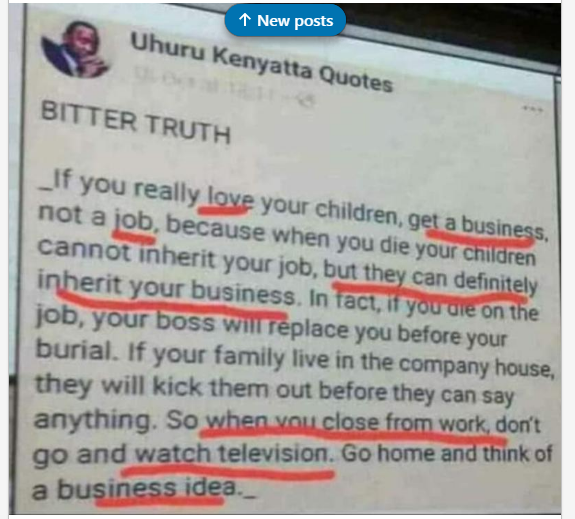 ↑ New posts
Uhuru Kenyatta Quotes
BITTER TRUTH
_If you really love your children, get a business,
not a job, because when you die your children
cannot inherit your job, but they can definitely
inherit your business. In fact, if you die on the
job, your boss will replace you before your
burial. If your family live in the company house,
they will kick them out before they can say
anything. So when you close from work, don't
go and watch television. Go home and think of
a business idea._